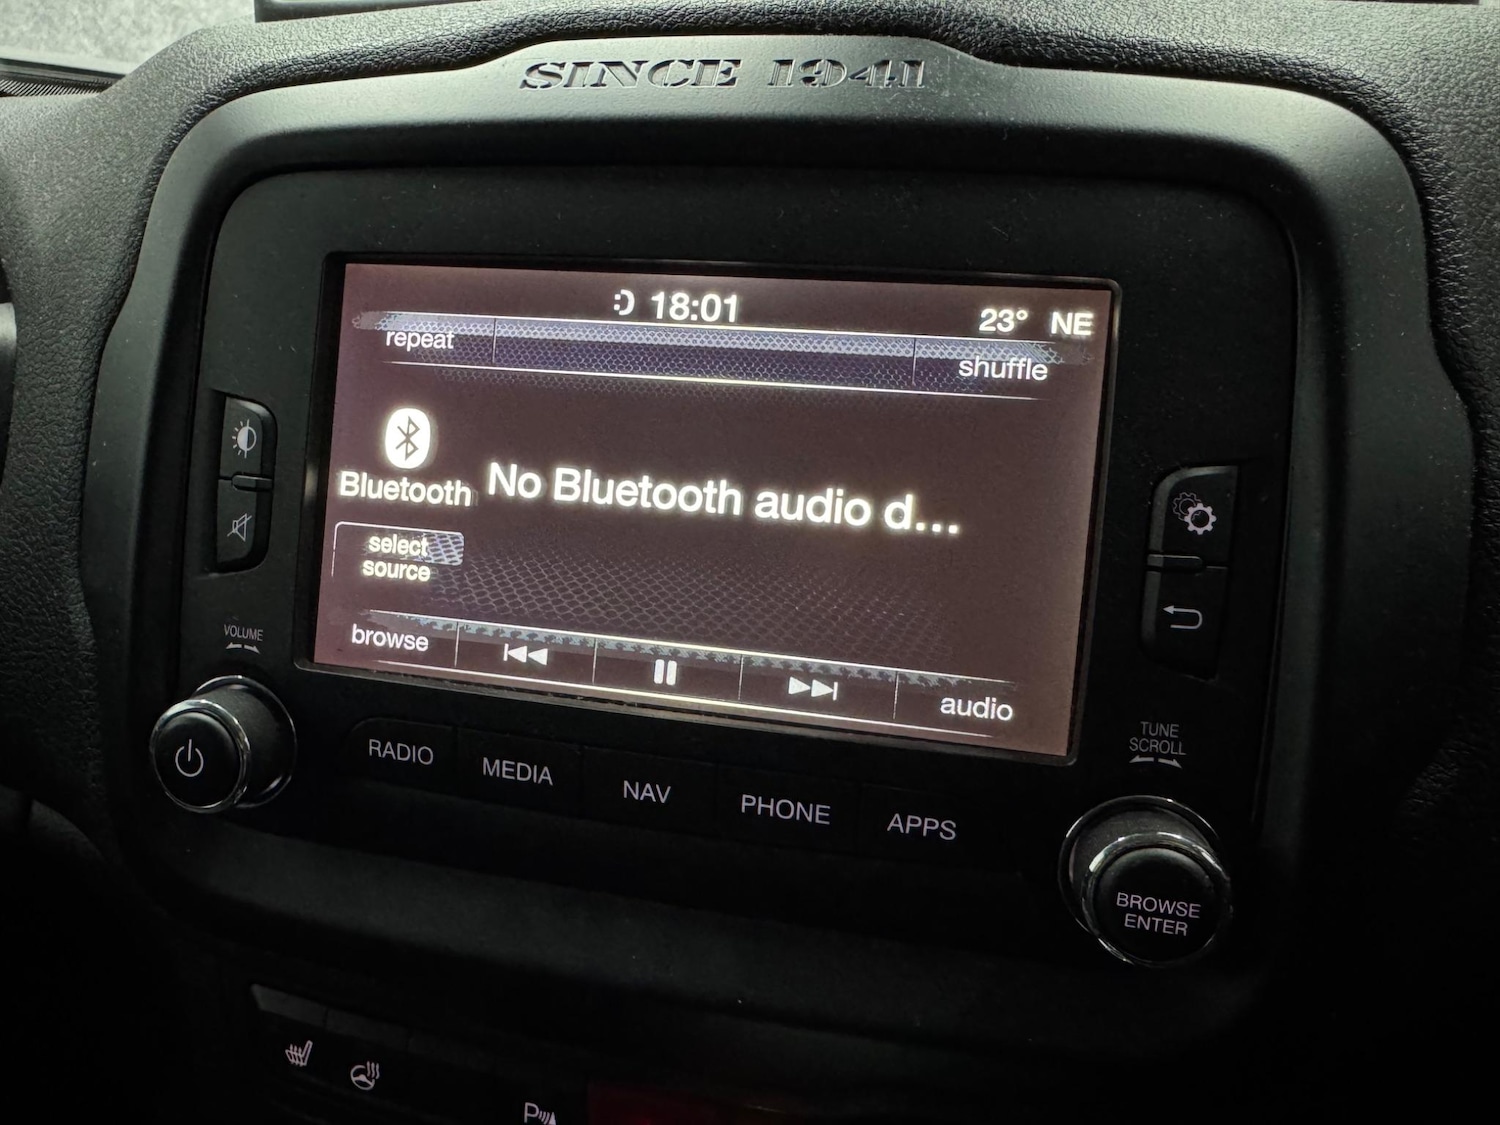 SINCE 1941
18:01
23° NE
repeat
shuffle
Bluetooth
No Bluetooth audio d...
select
source
browse
audio
VOLUME
TUNE
SCROLL
RADIO
MEDIA
NAV
PHONE
APPS
BROWSE
ENTER
P